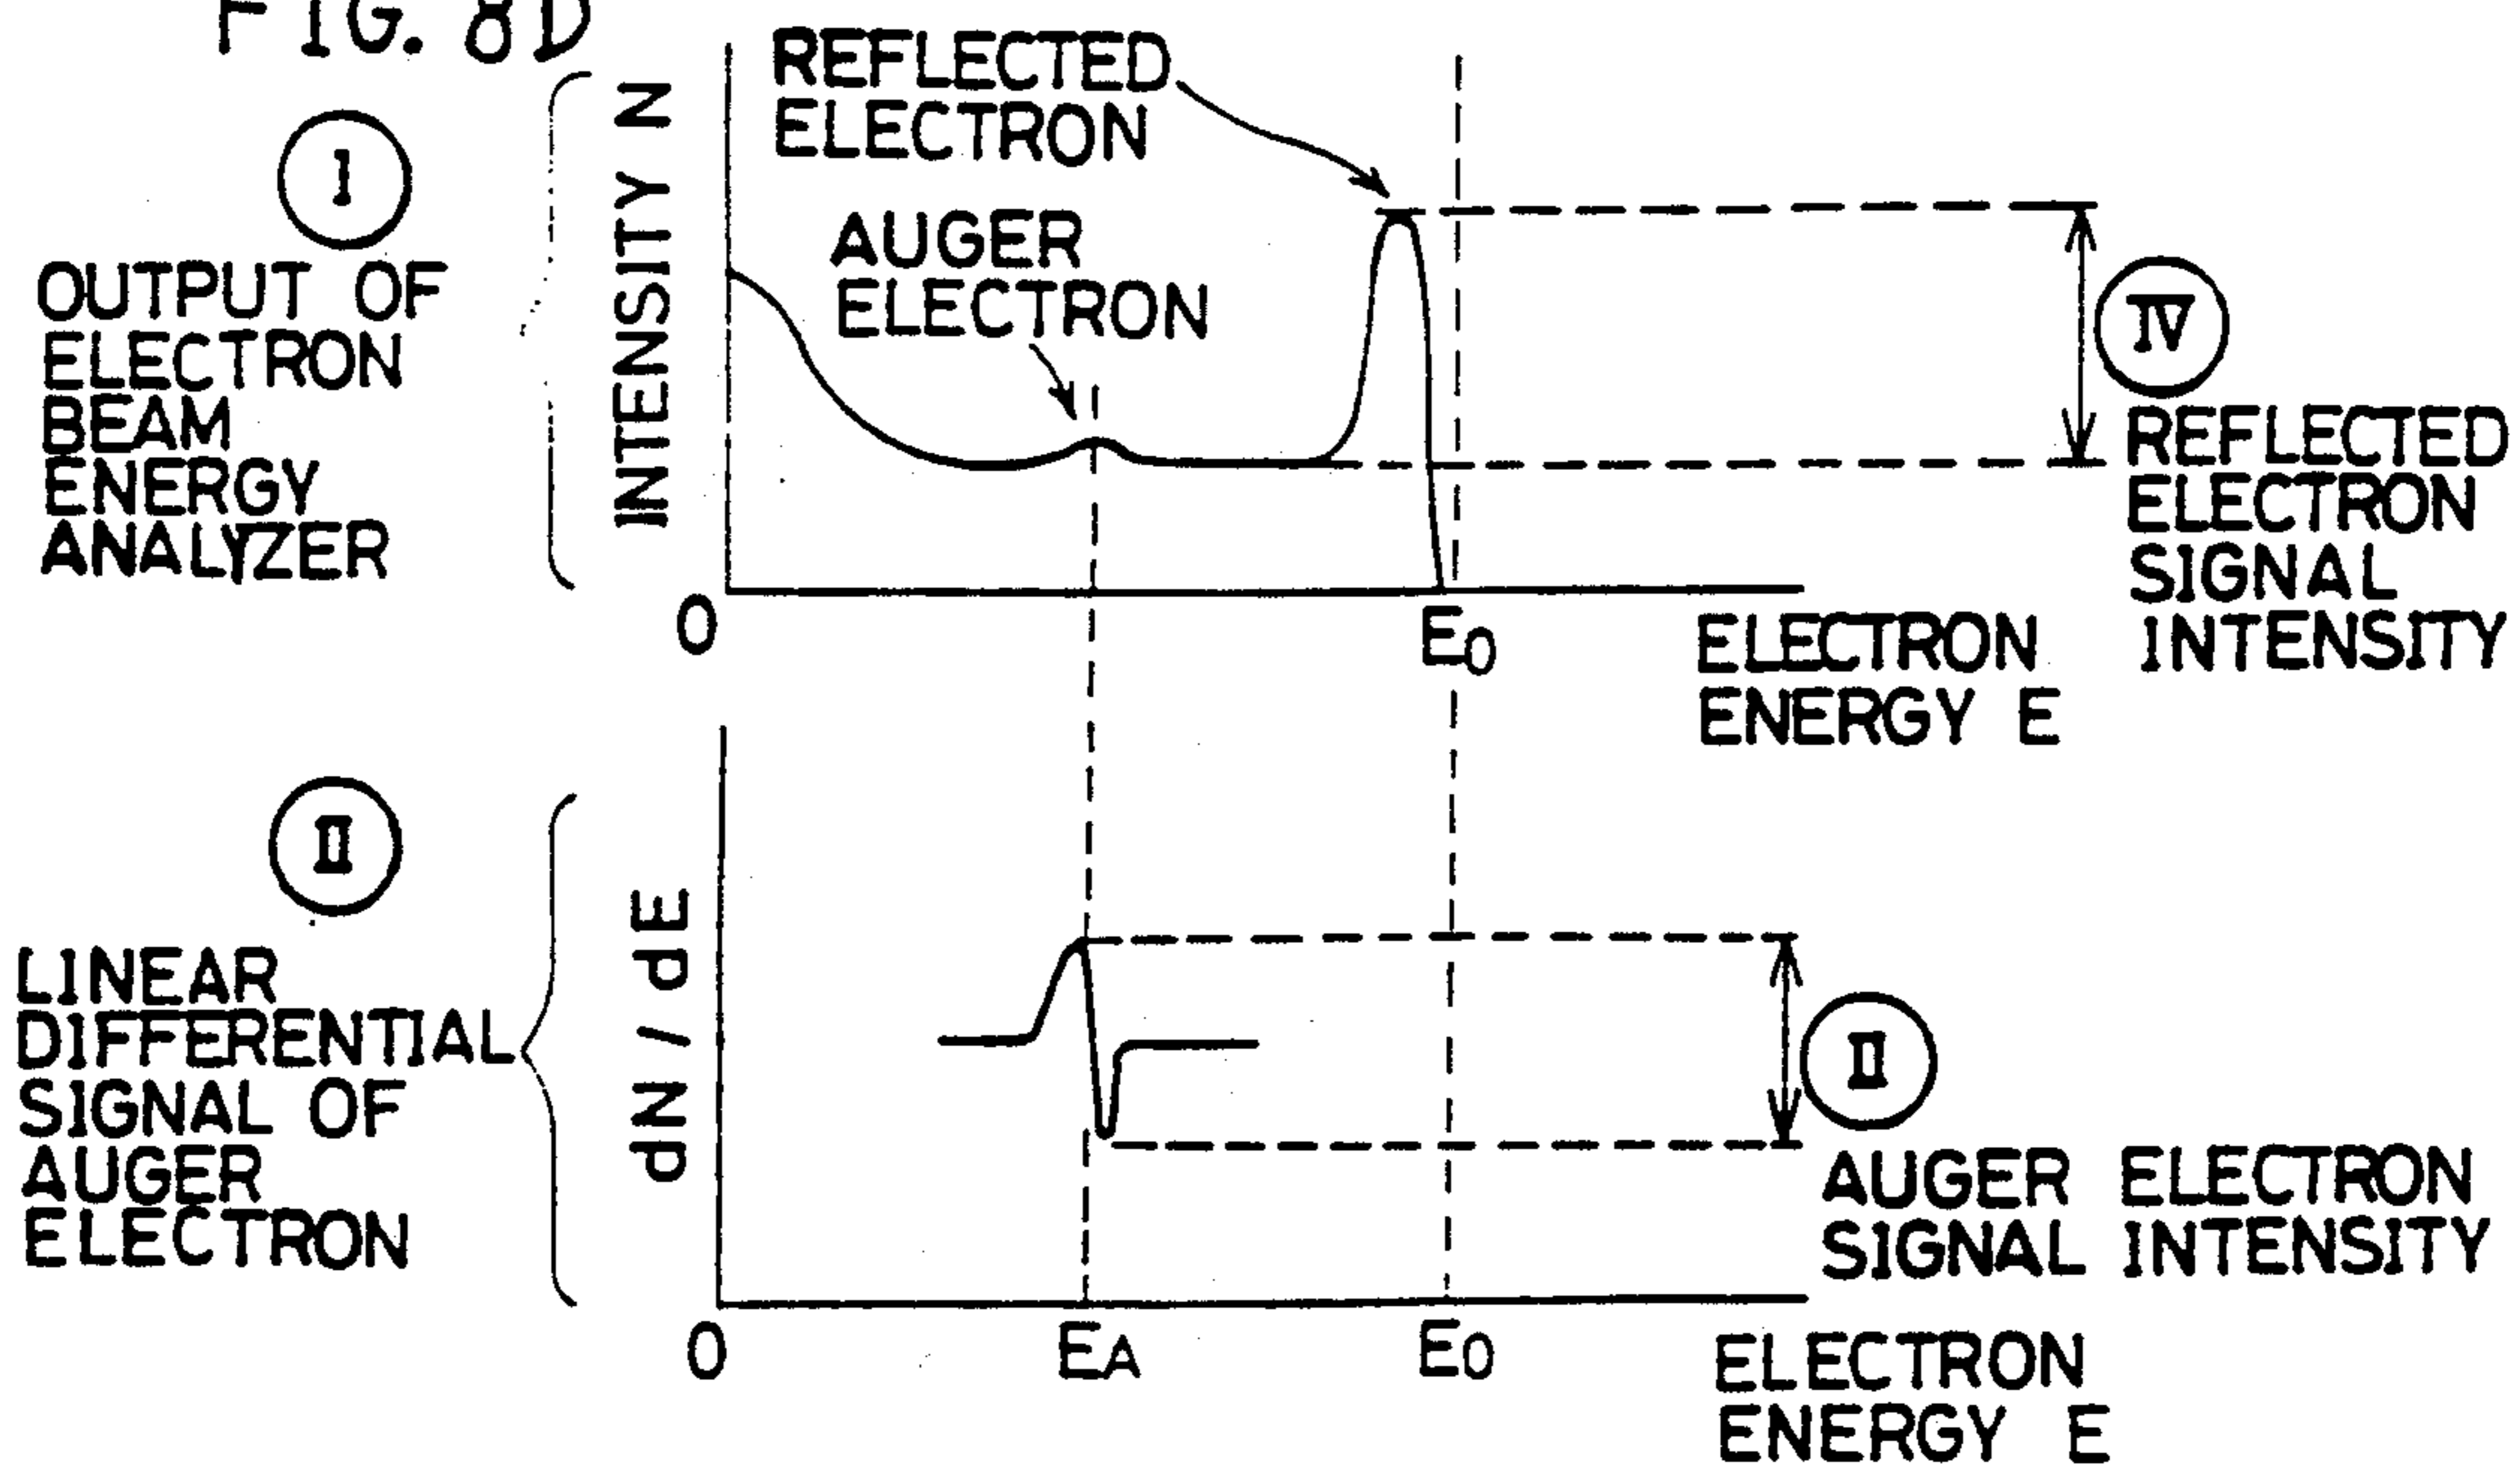 FIG. 8D
I
OUTPUT OF
ELECTRON
BEAM
ENERGY
ANALYZER
INTENSITY N
REFLECTED
ELECTRON
AUGER
ELECTRON
IV
REFLECTED
ELECTRON
SIGNAL
INTENSITY
0
E0
ELECTRON
ENERGY E
II
LINEAR
DIFFERENTIAL
SIGNAL OF
AUGER
ELECTRON
dN/dE
II
AUGER ELECTRON
SIGNAL INTENSITY
0
EA
E0
ELECTRON
ENERGY E